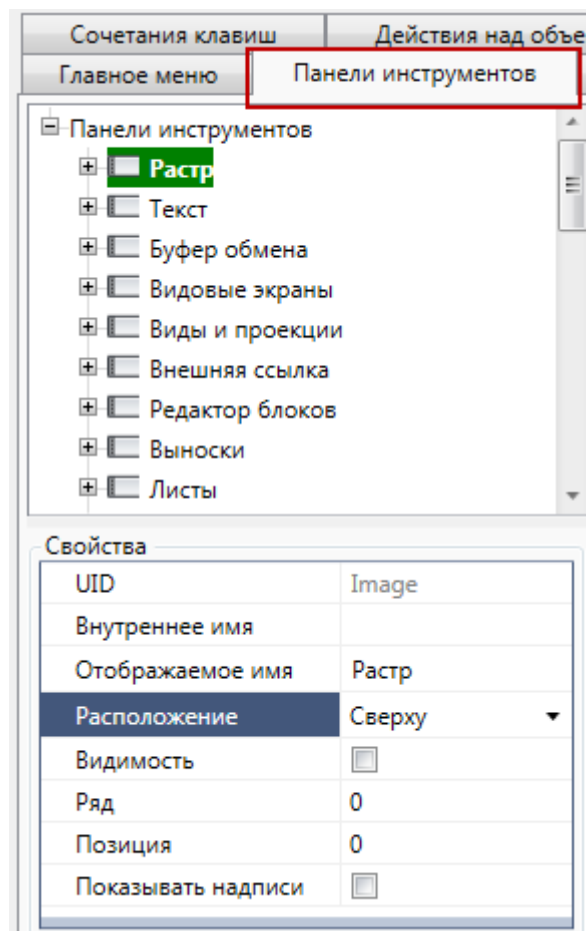 Сочетания клавиш Действия над объе
Главное меню Панели инструментов
Панели инструментов
Растр
Текст
Буфер обмена
Видовые экраны
Виды и проекции
Внешняя ссылка
Редактор блоков
Выноски
Листы
Свойства
UID Image
Внутреннее имя
Отображаемое имя Растр
Расположение Сверху
Видимость
Ряд 0
Позиция 0
Показывать надписи